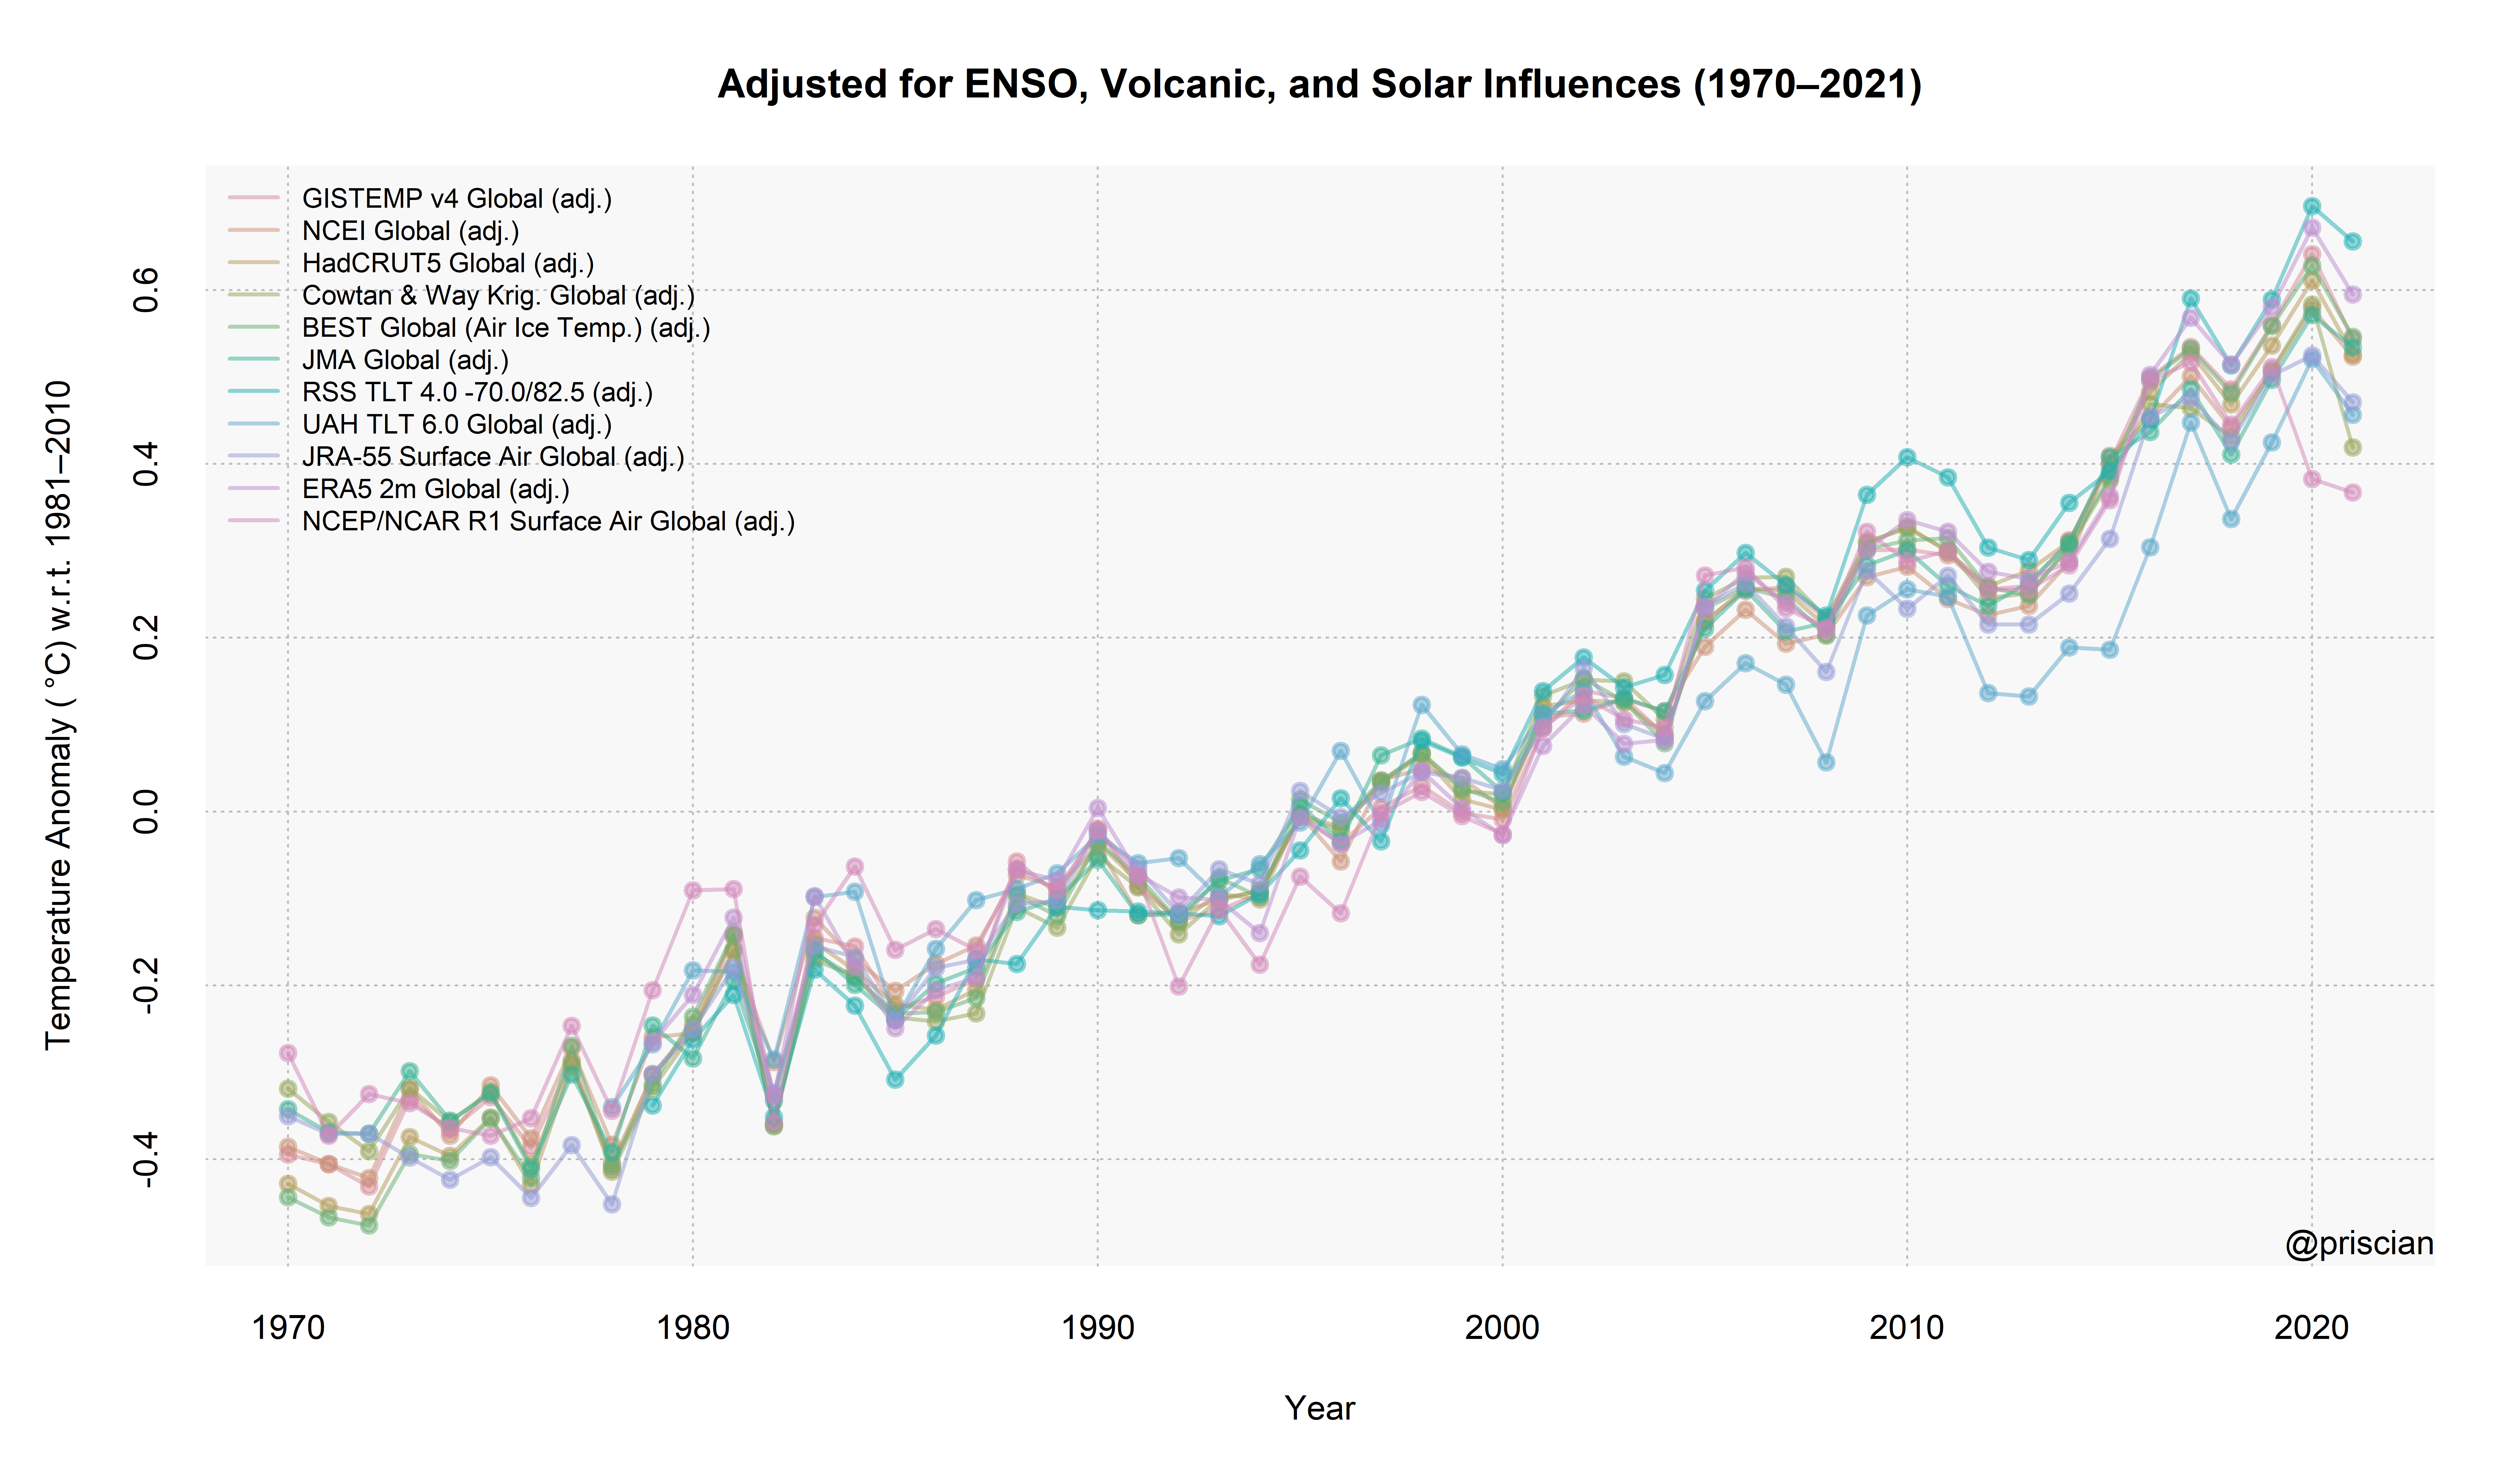 Adjusted for ENSO, Volcanic, and Solar Influences (1970–2021)
GISTEMP v4 Global (adj.)
NCEI Global (adj.)
HadCRUT5 Global (adj.)
Cowtan & Way Krig. Global (adj.)
BEST Global (Air Ice Temp.) (adj.)
JMA Global (adj.)
RSS TLT 4.0 -70.0/82.5 (adj.)
UAH TLT 6.0 Global (adj.)
JRA-55 Surface Air Global (adj.)
ERA5 2m Global (adj.)
NCEP/NCAR R1 Surface Air Global (adj.)
Temperature Anomaly ( °C) w.r.t. 1981–2010
0.6
0.4
0.2
0.0
-0.2
-0.4
@priscian
1970 1980 1990 2000 2010 2020
Year